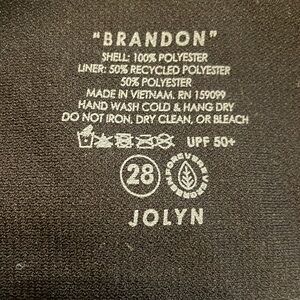 "BRANDON"
SHELL: 100% POLYESTER
LINER: 50% RECYCLED POLYESTER
50% POLYESTER
MADE IN VIETNAM. RN 159099
HAND WASH COLD & HANG DRY
DO NOT IRON, DRY CLEAN, OR BLEACH
UPF 50+
28
JOLYN